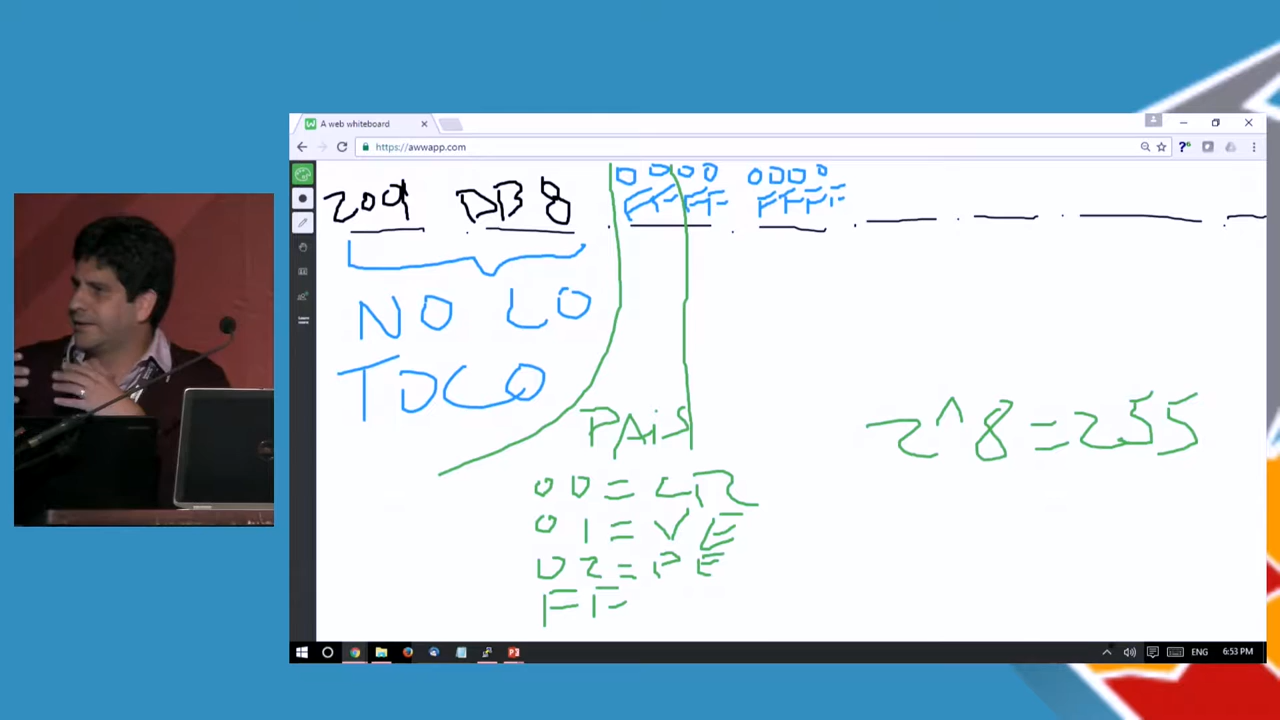 A web whiteboard
https://awwapp.com
0000 0000
2001 DB8 FFFF FFFF
NO LO
TOCO
PAiS
2^8=255
00=CR
01=VE
02=PE
FF
ENG 6:53 PM